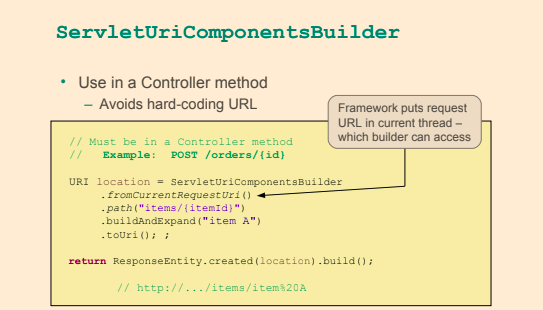 ServletUriComponentsBuilder
• Use in a Controller method
– Avoids hard-coding URL
Framework puts request
URL in current thread –
which builder can access
// Must be in a Controller method
// Example: POST /orders/{id}
URI location = ServletUriComponentsBuilder
.fromCurrentRequestUri()
.path("items/{itemId}")
.buildAndExpand("item A")
.toUri(); ;
return ResponseEntity.created(location).build();
// http://.../items/item%20A